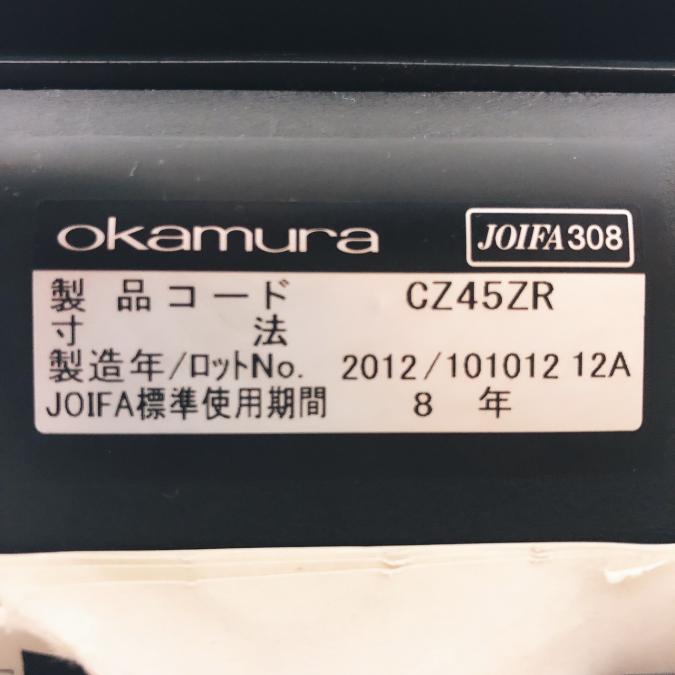 okamura
JOIFA308
製品コード CZ45ZR
寸法
製造年/ロットNo. 2012/101012 12A
JOIFA標準使用期間 8 年